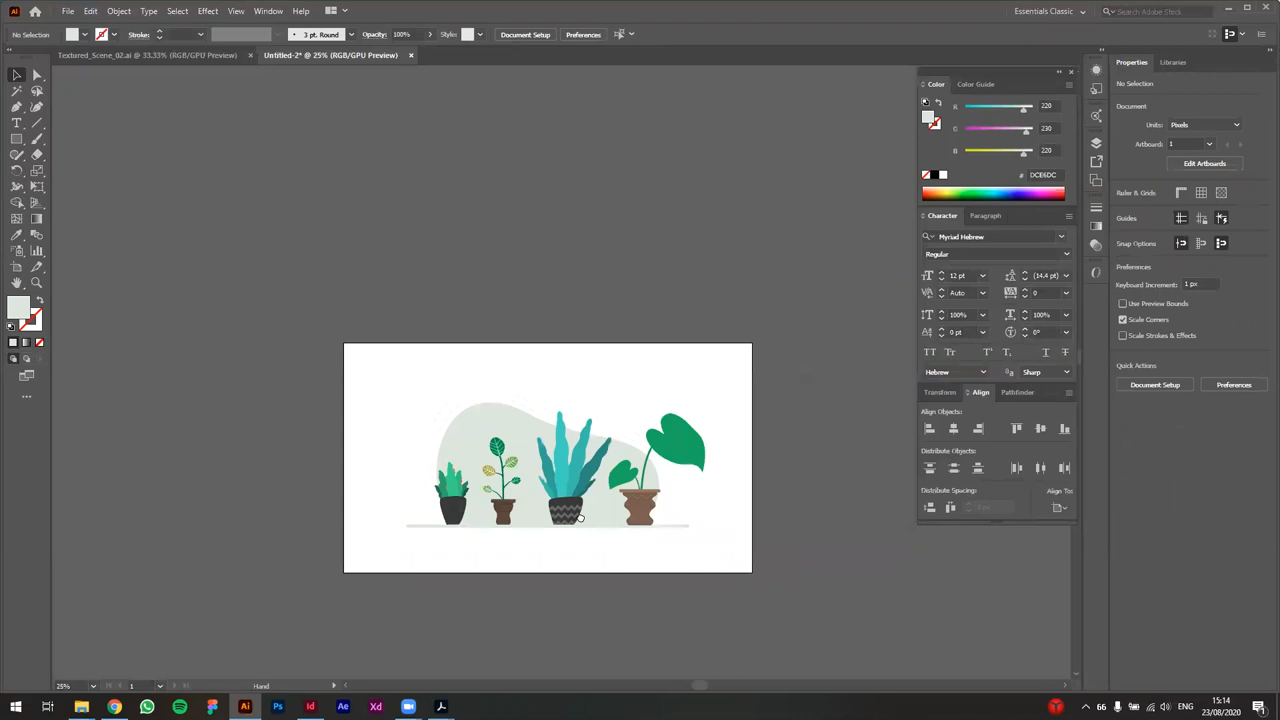 File Edit Object Type Select Effect View Window Help
Essentials Classic
Search Adobe Stock
No Selection
Stroke:
3 pt. Round
Opacity: 100%
Styles:
Document Setup
Preferences
Textured_Scene_02.ai @ 33.33% (RGB/GPU Preview)
Untitled-2* @ 25% (RGB/GPU Preview)
Color Color Guide
R 220
G 230
B 220
# DCE6DC
Character Paragraph
Myriad Hebrew
Regular
12 pt
(14.4 pt)
Auto
0
100%
100%
0 pt
0°
Hebrew
Sharp
Transform Align Pathfinder
Align Objects:
Distribute Objects:
Distribute Spacing:
Align To:
Properties Libraries
No Selection
Document
Units: Pixels
Artboard: 1
Edit Artboards
Ruler & Grids
Guides
Snap Options
Preferences
Keyboard Increment: 1 px
Use Preview Bounds
Scale Corners
Scale Strokes & Effects
Quick Actions
Document Setup
Preferences
25%
1
Hand
Ai Ps Id Ae Xd
66
ENG
15:14
23/08/2020